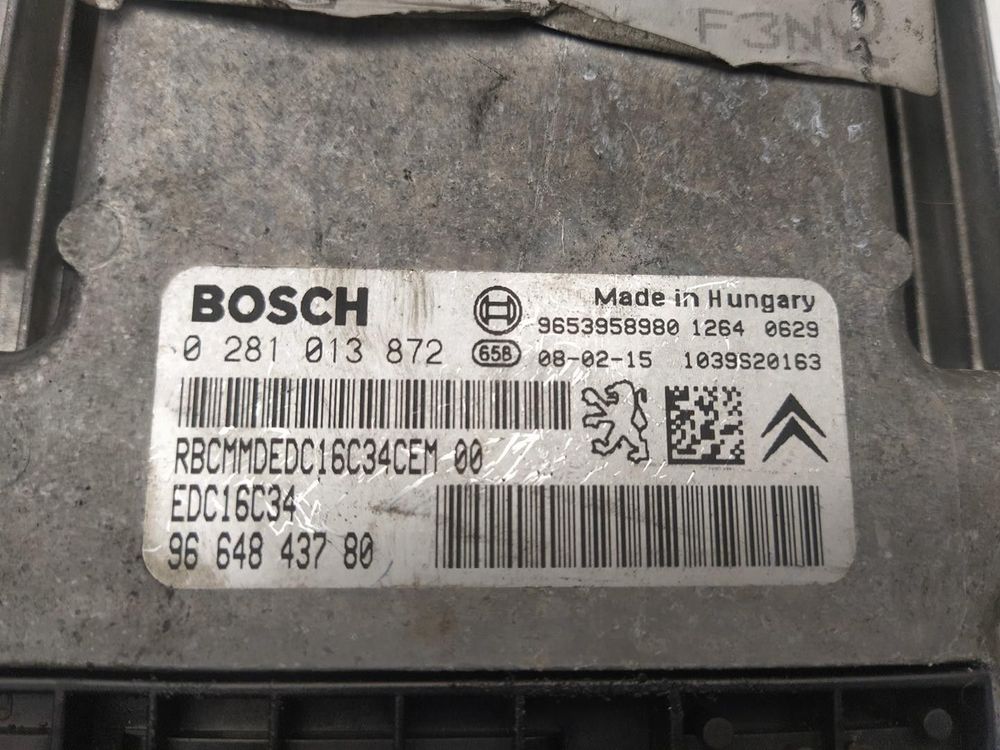 F3N
BOSCH
Made in Hungary
9653958980 1264 0629
0 281 013 872
658
08-02-15 1039S20163
RBCMMDEDC16C34CEM 00
EDC16C34
96 648 437 80